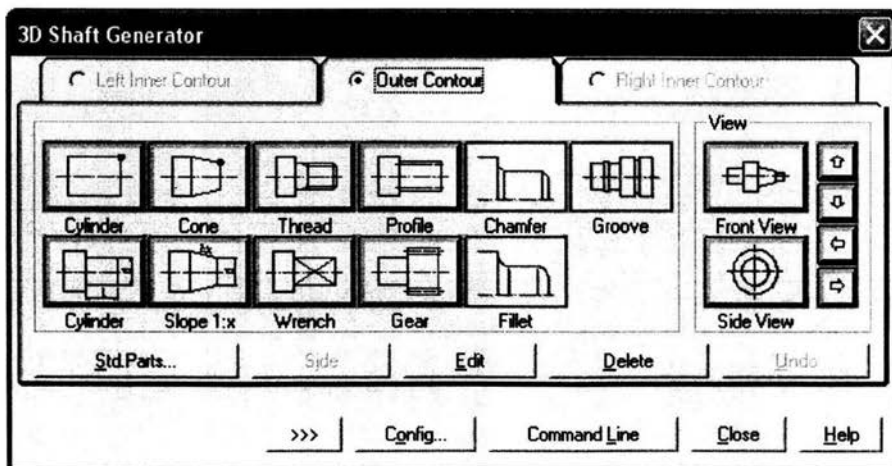 3D Shaft Generator
Left Inner Contour Outer Contour Right Inner Contour
View
Cylinder Cone Thread Profile Chamfer Groove Front View
Cylinder Slope 1:x Wrench Gear Fillet Side View
Std.Parts... Side Edit Delete Undo
>>> Config... Command Line Close Help